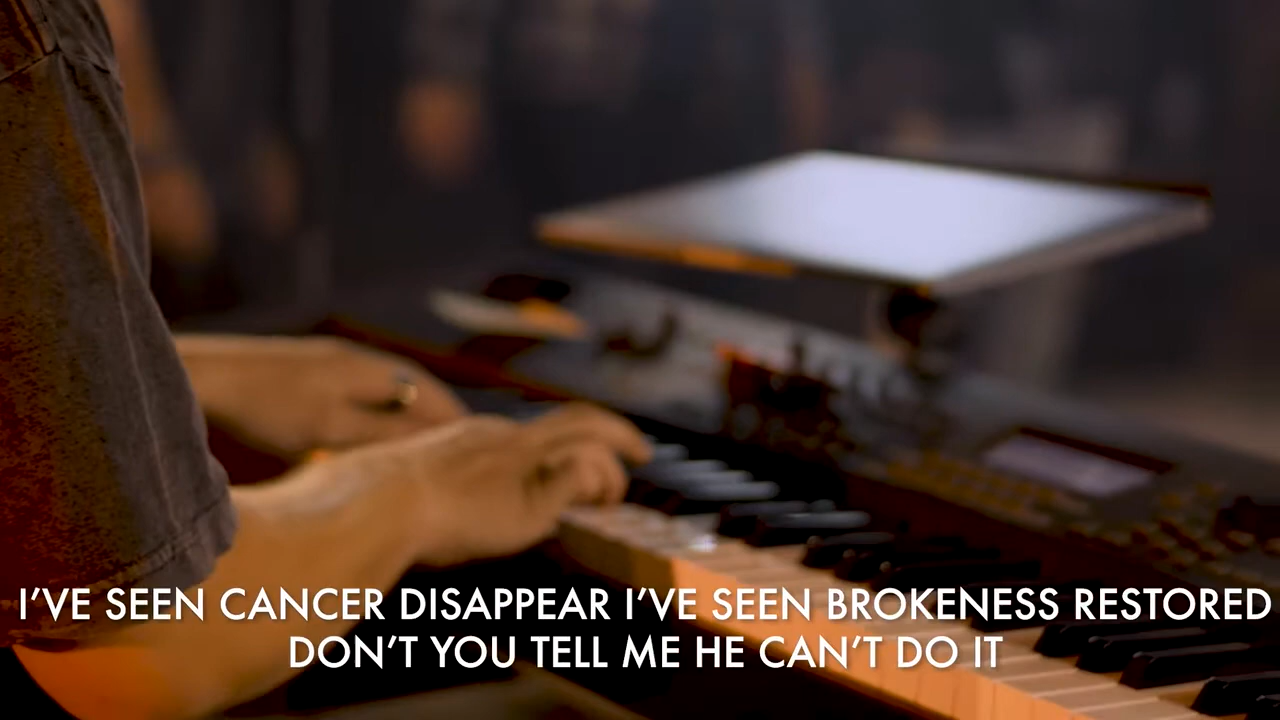 I’VE SEEN CANCER DISAPPEAR I’VE SEEN BROKENESS RESTORED
DON’T YOU TELL ME HE CAN’T DO IT